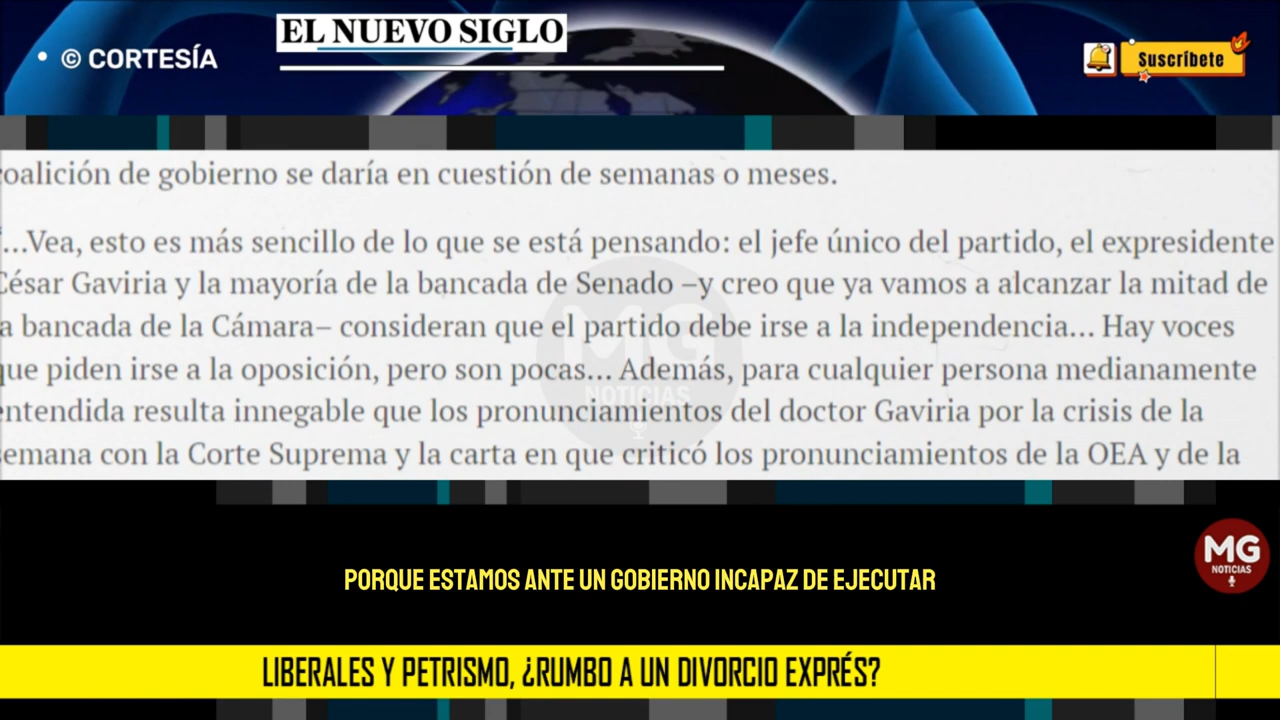 © CORTESÍA
EL NUEVO SIGLO
Suscríbete
oalición de gobierno se daría en cuestión de semanas o meses.
...Vea, esto es más sencillo de lo que se está pensando: el jefe único del partido, el expresidente
César Gaviria y la mayoría de la bancada de Senado –y creo que ya vamos a alcanzar la mitad de
a bancada de la Cámara– consideran que el partido debe irse a la independencia... Hay voces
que piden irse a la oposición, pero son pocas... Además, para cualquier persona medianamente
entendida resulta innegable que los pronunciamientos del doctor Gaviria por la crisis de la
semana con la Corte Suprema y la carta en que criticó los pronunciamientos de la OEA y de la
MG
NOTICIAS
PORQUE ESTAMOS ANTE UN GOBIERNO INCAPAZ DE EJECUTAR
MG
NOTICIAS
LIBERALES Y PETRISMO, ¿RUMBO A UN DIVORCIO EXPRÉS?